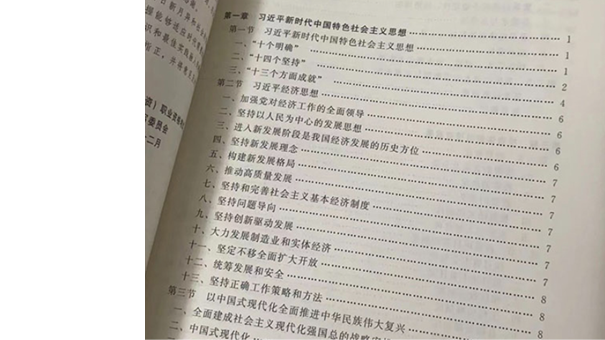 资）职业资格
委员会
二月
第一章 习近平新时代中国特色社会主义思想 1
第一节 习近平新时代中国特色社会主义思想 1
一、“十个明确” 1
二、“十四个坚持” 2
三、“十三个方面成就” 4
第二节 习近平经济思想 6
一、加强党对经济工作的全面领导 6
二、坚持以人民为中心的发展思想 6
三、进入新发展阶段是我国经济发展的历史方位 6
四、坚持新发展理念 6
五、构建新发展格局 7
六、推动高质量发展 7
七、坚持和完善社会主义基本经济制度 7
八、坚持问题导向 7
九、坚持创新驱动发展 7
十、大力发展制造业和实体经济 7
十一、坚定不移全面扩大开放 7
十二、统筹发展和安全 8
十三、坚持正确工作策略和方法 8
第三节 以中国式现代化全面推进中华民族伟大复兴 8
一、全面建成社会主义现代化强国总的战略安
二、中国式现代化